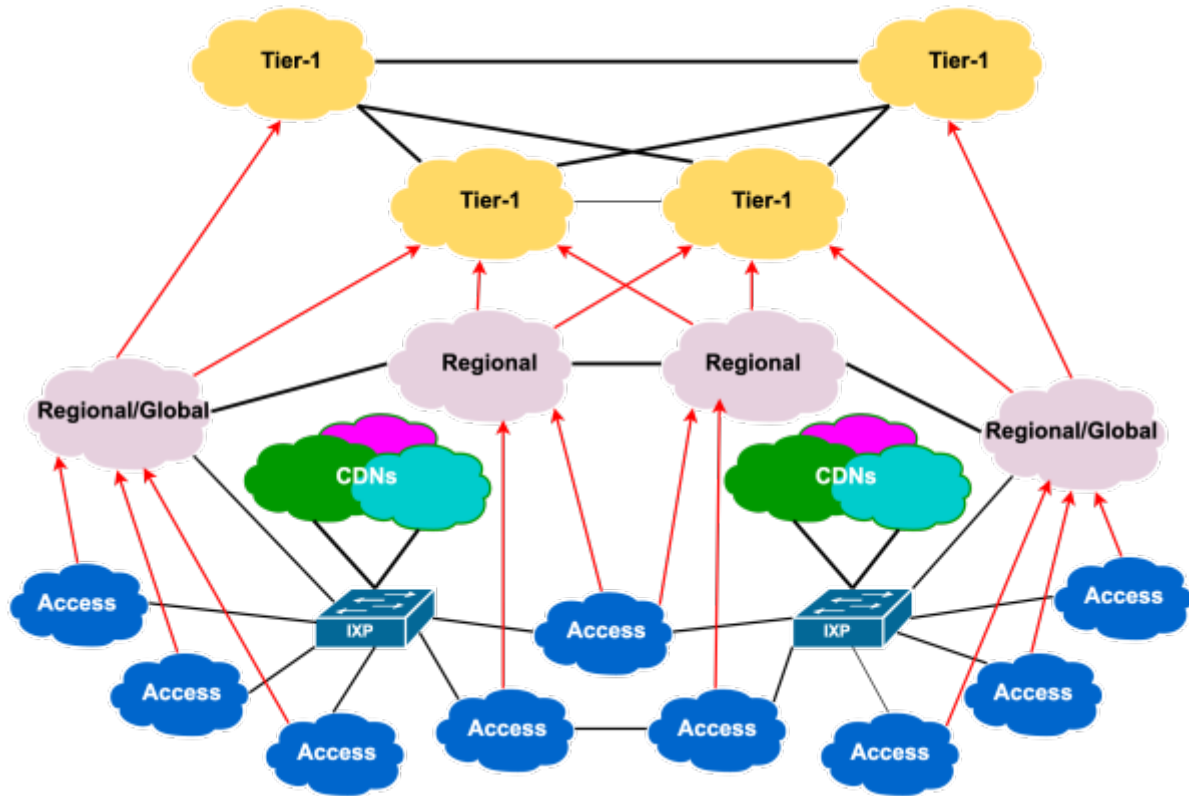 Tier-1
Tier-1
Tier-1
Tier-1
Regional
Regional
Regional/Global
Regional/Global
CDNs
CDNs
Access
Access
Access
IXP
IXP
Access
Access
Access
Access
Access
Access